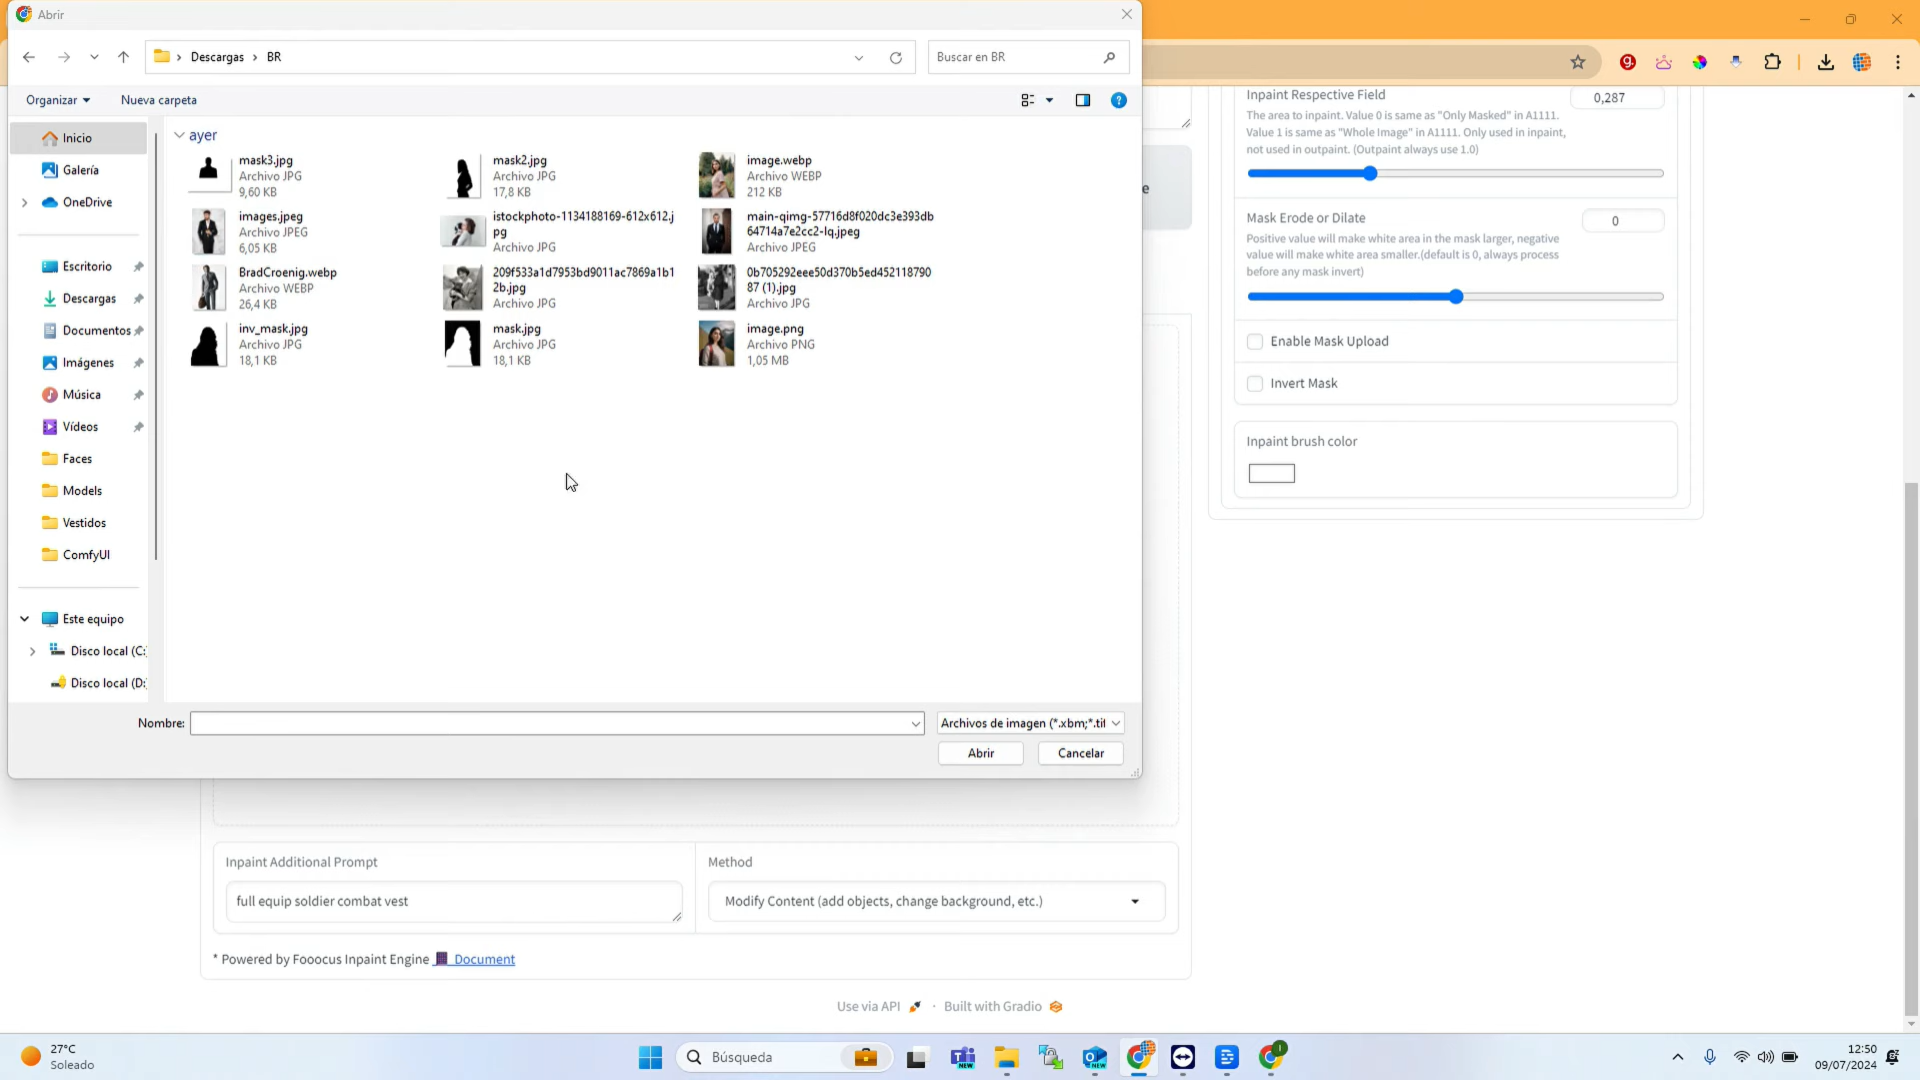 Abrir
Descargas
BR
Buscar en BR
Organizar
Nueva carpeta
Inicio
Galería
OneDrive
Escritorio
Descargas
Documentos
Imágenes
Música
Vídeos
Faces
Models
Vestidos
ComfyUI
Este equipo
Disco local (C:
Disco local (D:
ayer
mask3.jpg
Archivo JPG
9,60 KB
mask2.jpg
Archivo JPG
17,8 KB
image.webp
Archivo WEBP
212 KB
images.jpeg
Archivo JPEG
6,05 KB
istockphoto-1134188169-612x612.j
pg
Archivo JPG
main-qimg-57716d8f020dc3e393db
64714a7e2cc2-lq.jpeg
Archivo JPEG
BradCroenig.webp
Archivo WEBP
26,4 KB
209f533a1d7953bd9011ac7869a1b1
2b.jpg
Archivo JPG
0b705292eee50d370b5ed452118790
87 (1).jpg
Archivo JPG
inv_mask.jpg
Archivo JPG
18,1 KB
mask.jpg
Archivo JPG
18,1 KB
image.png
Archivo PNG
1,05 MB
Nombre:
Archivos de imagen (*.xbm;*.tif
Abrir
Cancelar
e
Inpaint Respective Field
0,287
The area to inpaint. Value 0 is same as "Only Masked" in A1111.
Value 1 is same as "Whole Image" in A1111. Only used in inpaint,
not used in outpaint. (Outpaint always use 1.0)
Mask Erode or Dilate
0
Positive value will make white area in the mask larger, negative
value will make white area smaller.(default is 0, always process
before any mask invert)
Enable Mask Upload
Invert Mask
Inpaint brush color
Inpaint Additional Prompt
full equip soldier combat vest
Method
Modify Content (add objects, change background, etc.)
* Powered by Fooocus Inpaint Engine Document
Use via API · Built with Gradio
27°C
Soleado
Búsqueda
NEW
NEW
12:50
09/07/2024